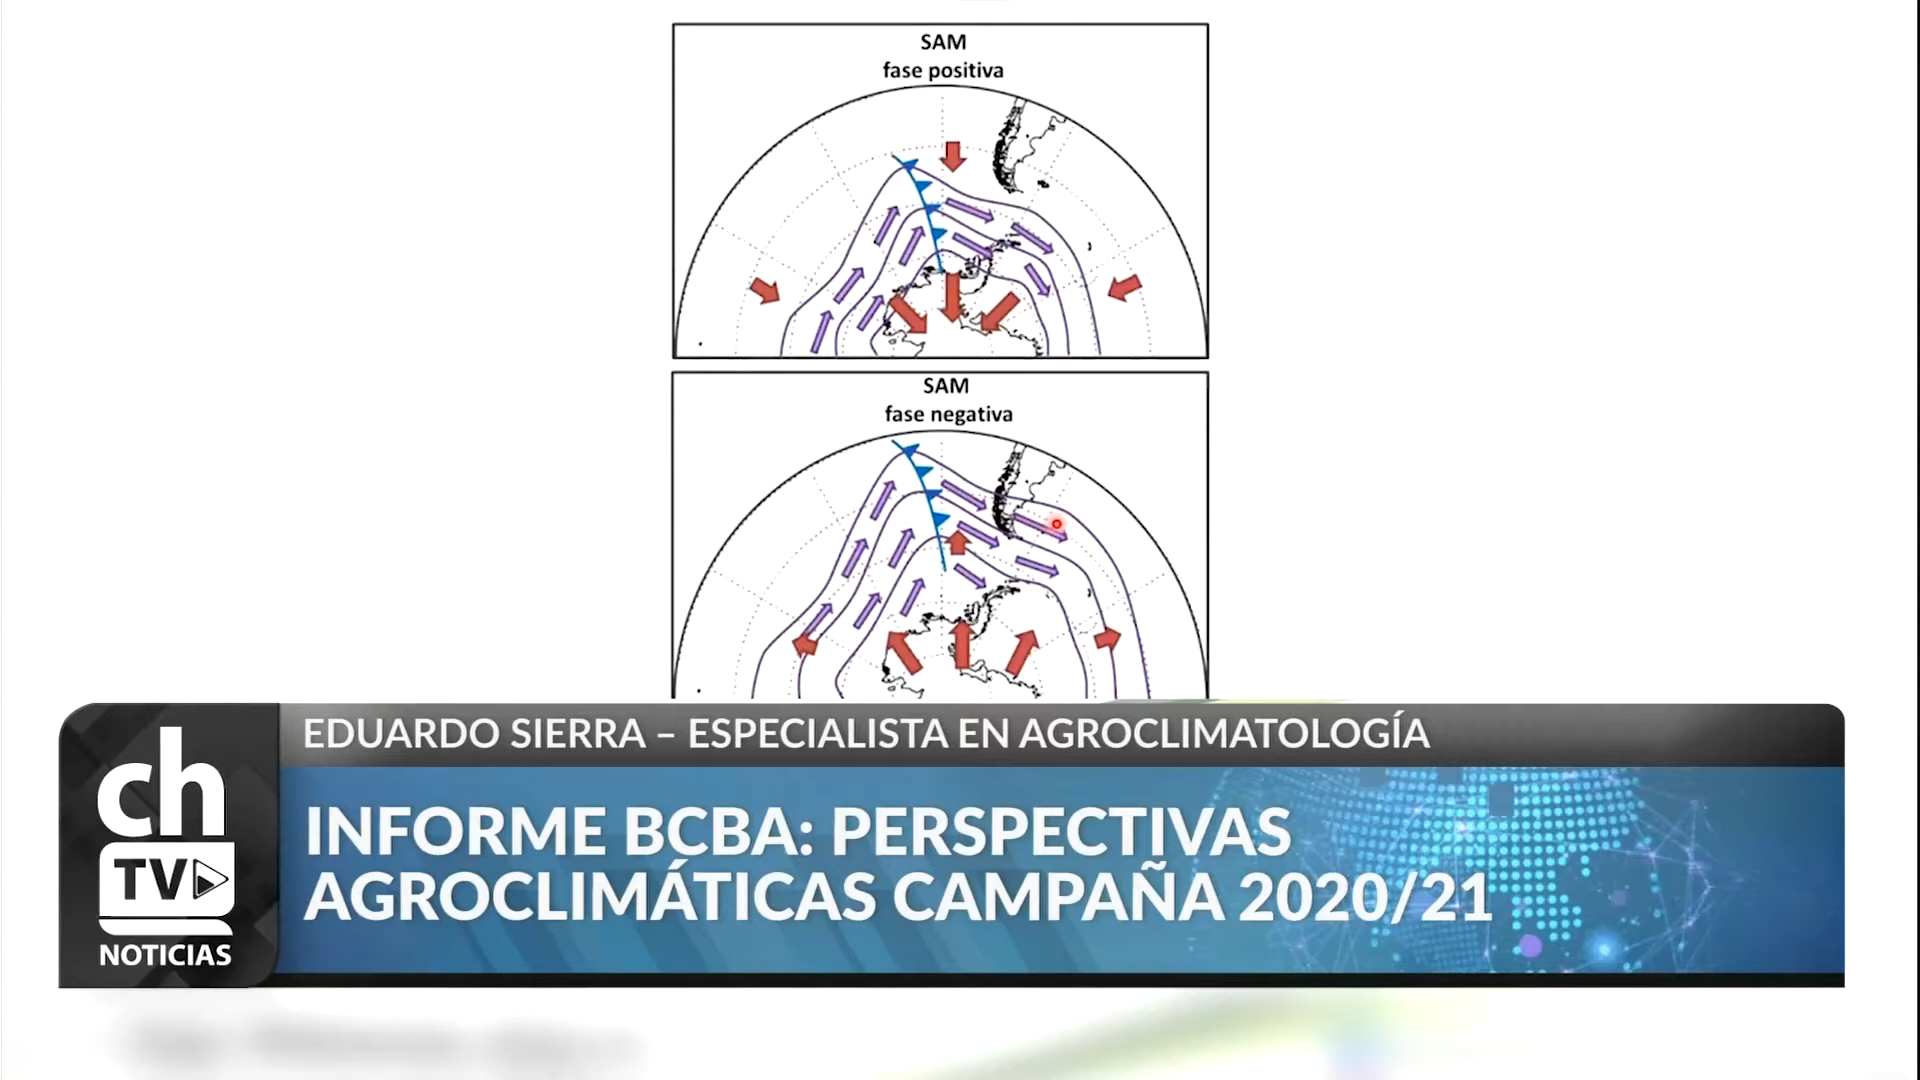 SAM
fase positiva
SAM
fase negativa
EDUARDO SIERRA – ESPECIALISTA EN AGROCLIMATOLOGÍA
INFORME BCBA: PERSPECTIVAS
AGROCLIMÁTICAS CAMPAÑA 2020/21
ch
TV
NOTICIAS